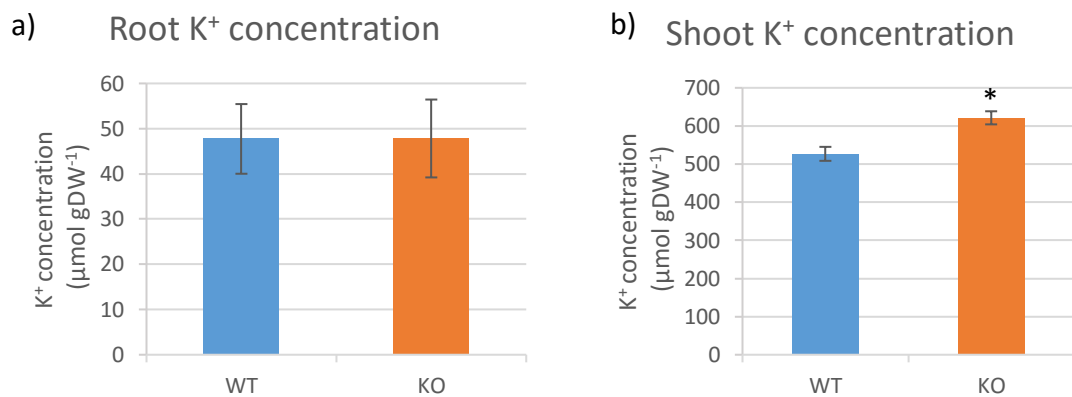 a)
Root K⁺ concentration
K⁺ concentration
(µmol gDW⁻¹)
60
50
40
30
20
10
0
WT KO
b)
Shoot K⁺ concentration
K⁺ concentration
(µmol gDW⁻¹)
700
600
500
400
300
200
100
0
*
WT KO